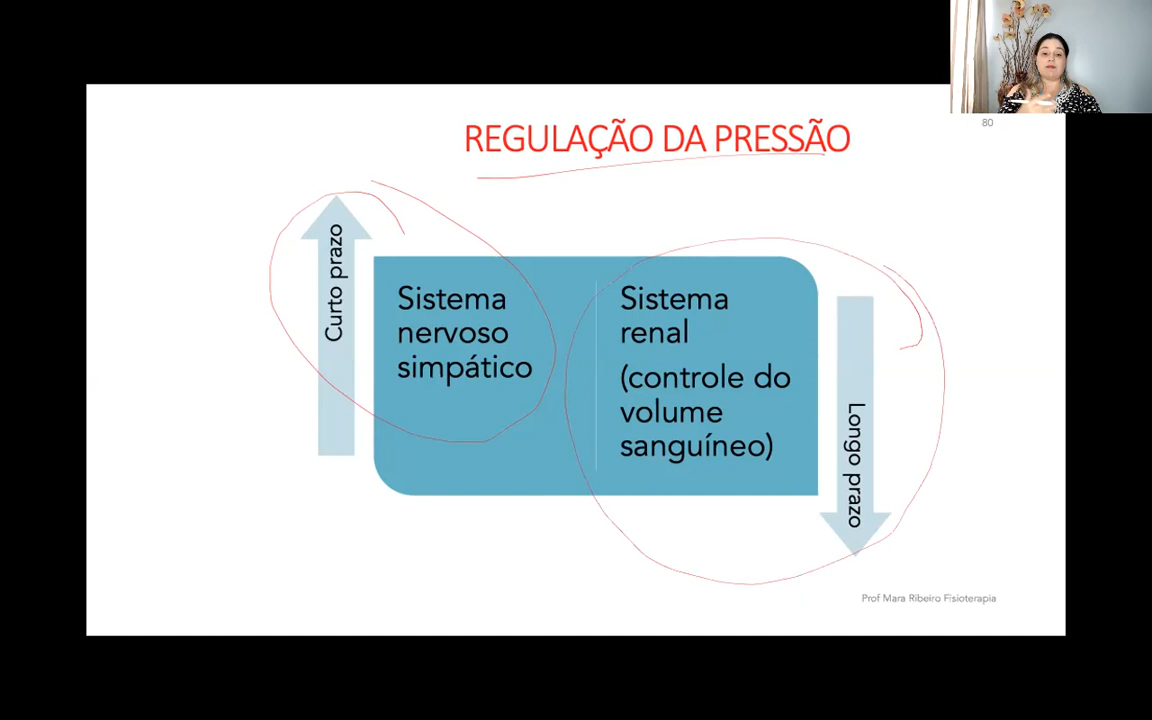 80
REGULAÇÃO DA PRESSÃO
Curto prazo
Sistema
nervoso
simpático
Sistema
renal
(controle do
volume
sanguíneo)
Longo prazo
Prof Mara Ribeiro Fisioterapia